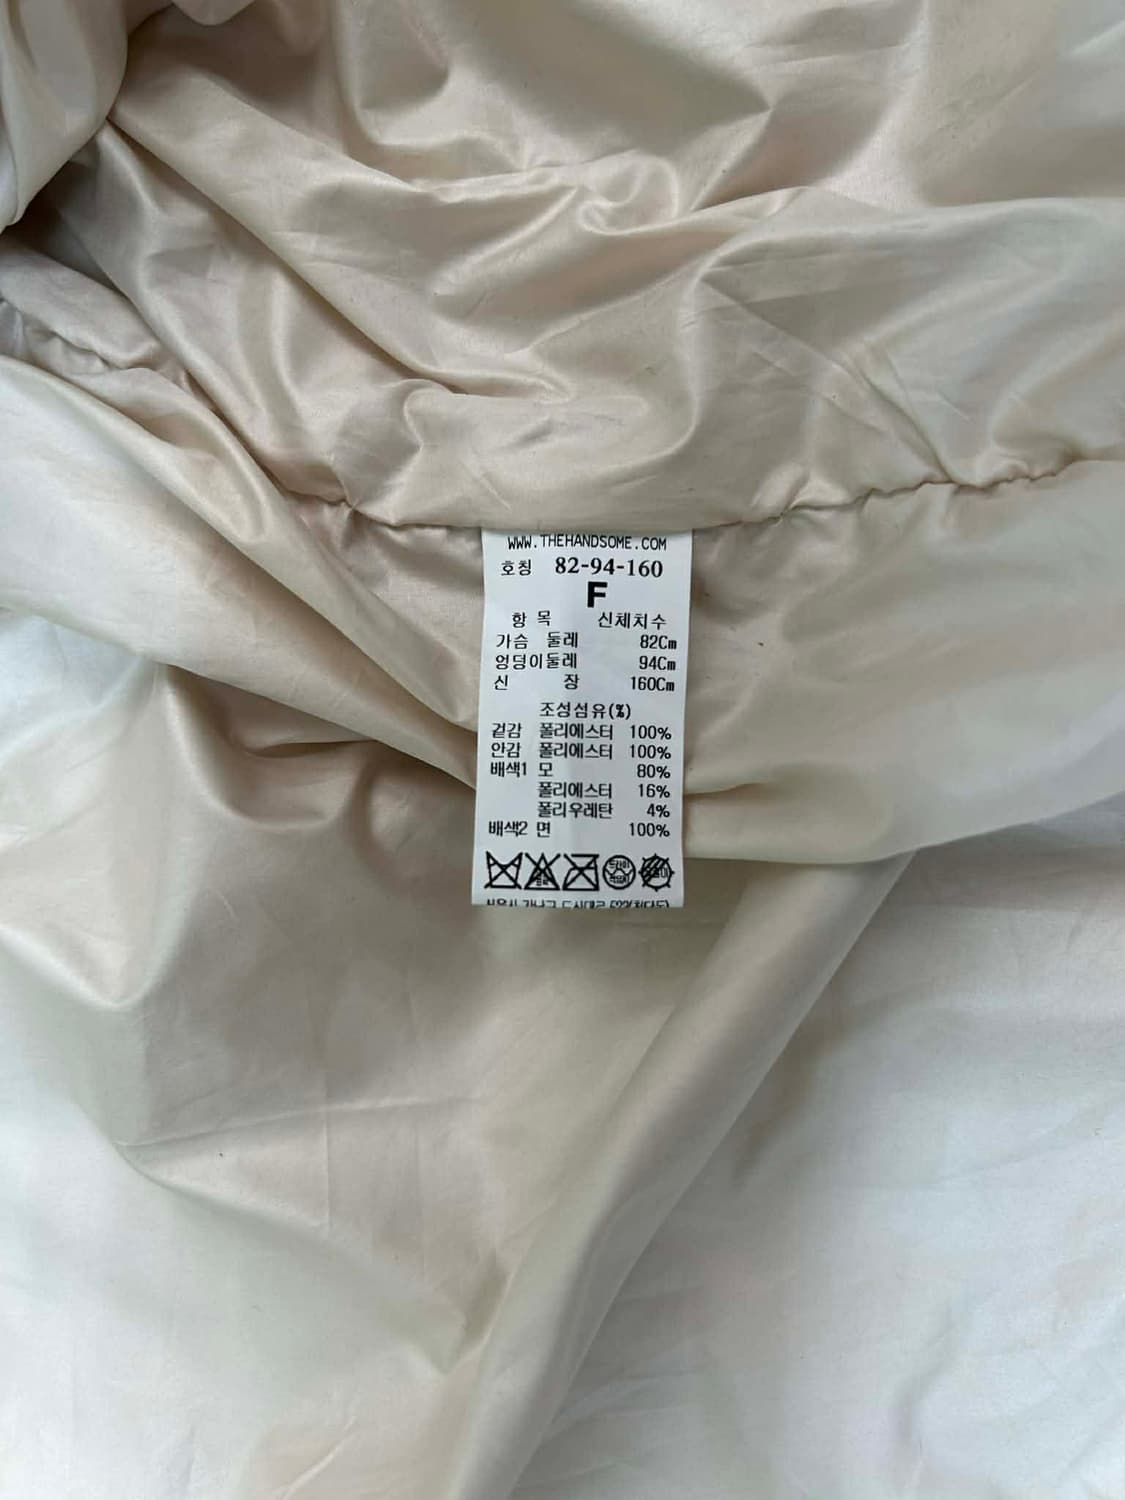 WWW.THEHANDSOME.COM
호칭 82-94-160
F
항 목 신체치수
가슴 둘레 82Cm
엉덩이둘레 94Cm
신 장 160Cm
조성섬유(%)
겉감 폴리에스터 100%
안감 폴리에스터 100%
배색1 모 80%
폴리에스터 16%
폴리우레탄 4%
배색2 면 100%
드라이